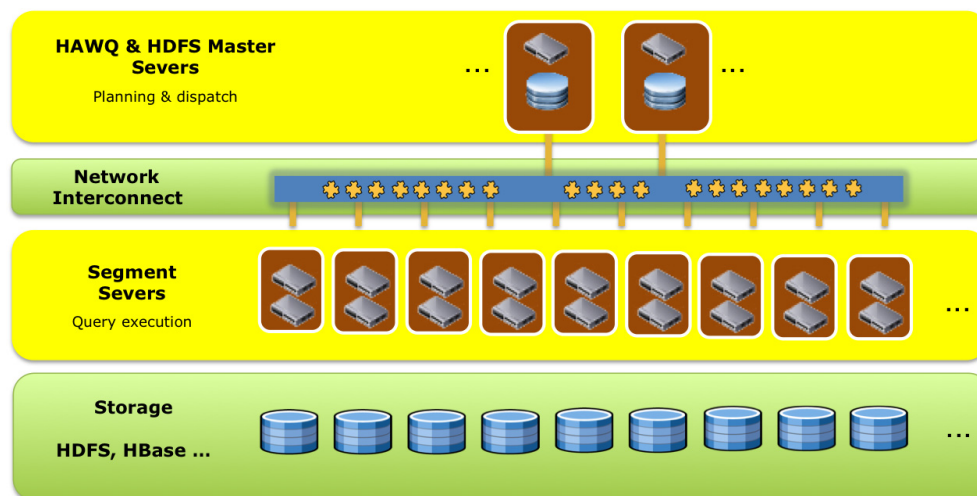 HAWQ & HDFS Master
Severs
Planning & dispatch
...
...
Network
Interconnect
Segment
Severs
Query execution
...
Storage
HDFS, HBase ...
...